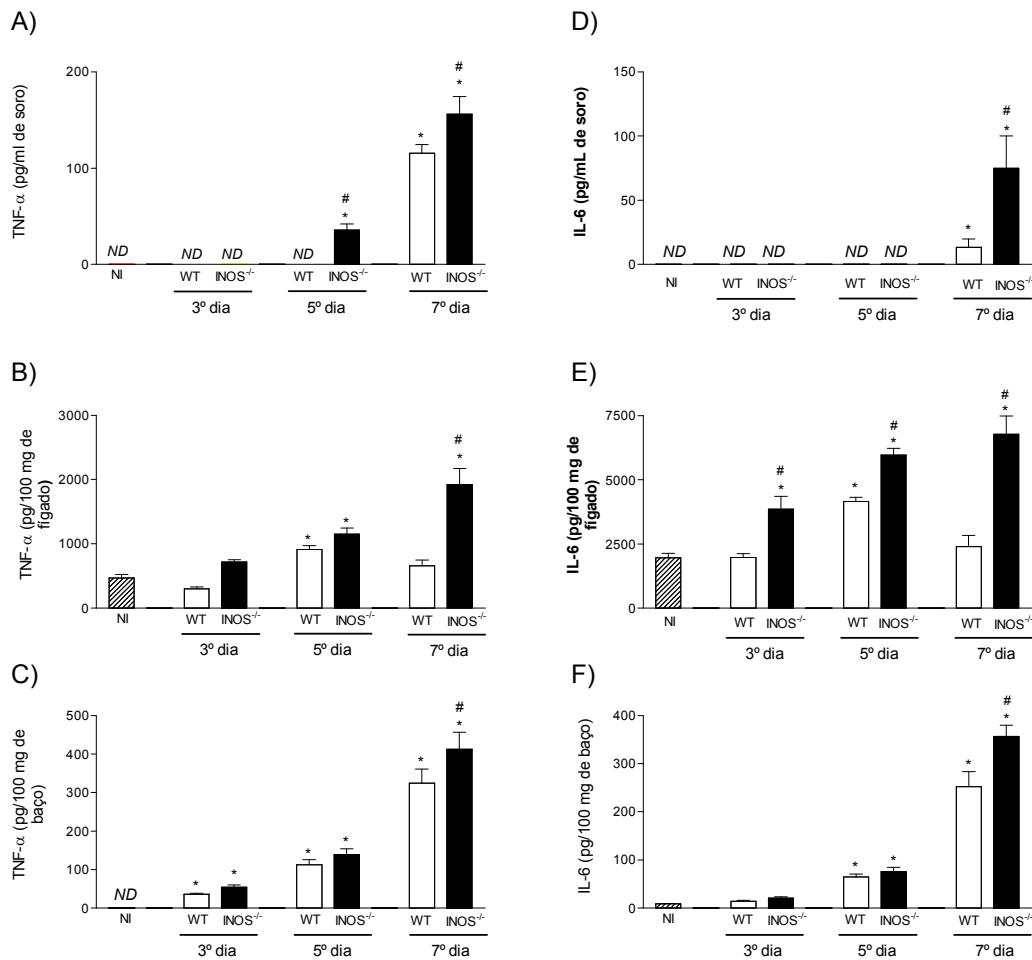 A)
TNF-α (pg/ml de soro)
200
100
0
ND
ND
ND
ND
*
#
*
*
#
NI
WT INOS-/-
WT INOS-/-
WT INOS-/-
3º dia
5º dia
7º dia
D)
IL-6 (pg/mL de soro)
150
100
50
0
ND
ND
ND
ND
ND
*
*
#
NI
WT INOS-/-
WT INOS-/-
WT INOS-/-
3º dia
5º dia
7º dia
B)
TNF-α (pg/100 mg de
fígado)
3000
2000
1000
0
*
*
*
#
NI
WT INOS-/-
WT INOS-/-
WT INOS-/-
3º dia
5º dia
7º dia
E)
IL-6 (pg/100 mg de
fígado)
7500
5000
2500
0
*
#
*
*
#
*
#
NI
WT INOS-/-
WT INOS-/-
WT INOS-/-
3º dia
5º dia
7º dia
C)
TNF-α (pg/100 mg de
baço)
500
400
300
200
100
0
ND
*
*
*
*
*
*
#
NI
WT INOS-/-
WT INOS-/-
WT INOS-/-
3º dia
5º dia
7º dia
F)
IL-6 (pg/100 mg de baço)
400
300
200
100
0
*
*
*
*
#
NI
WT INOS-/-
WT INOS-/-
WT INOS-/-
3º dia
5º dia
7º dia